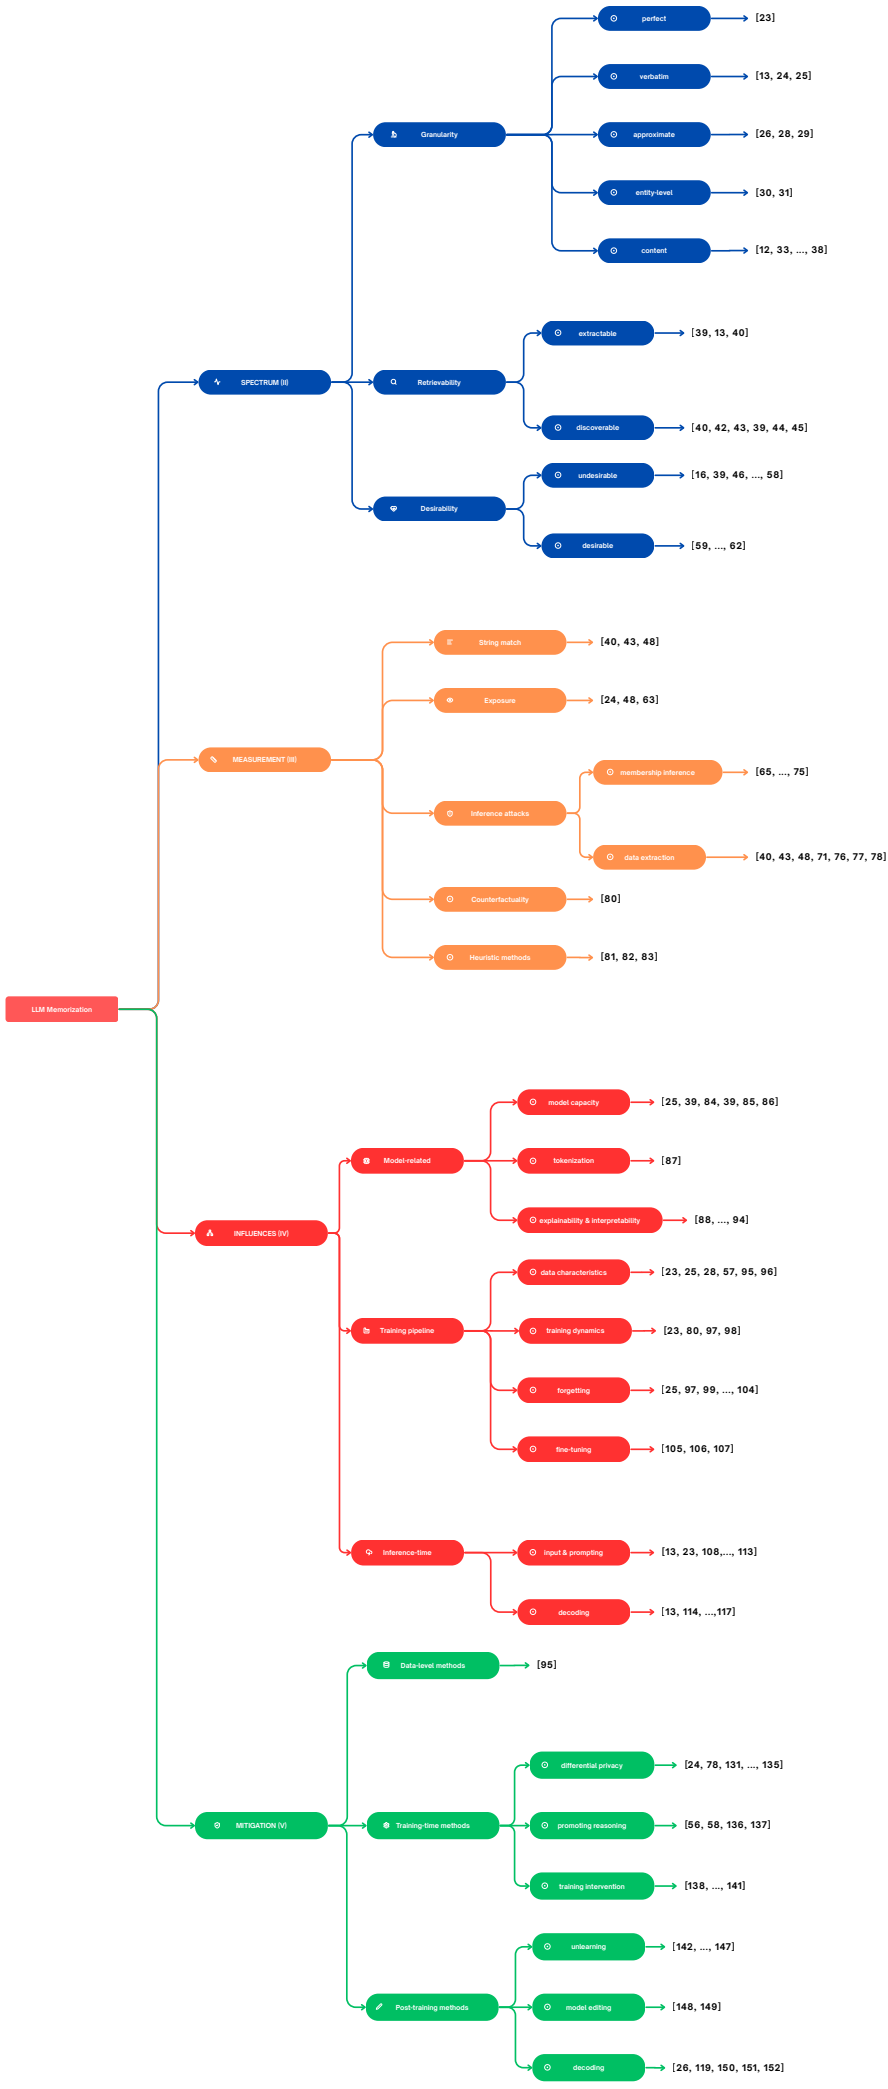 perfect
[23]
verbatim
[13, 24, 25]
Granularity
approximate
[26, 28, 29]
entity-level
[30, 31]
content
[12, 33, ..., 38]
extractable
[39, 13, 40]
SPECTRUM (II)
Retrievability
discoverable
[40, 42, 43, 39, 44, 45]
undesirable
[16, 39, 46, ..., 58]
Desirability
desirable
[59, ..., 62]
String match
[40, 43, 48]
Exposure
[24, 48, 63]
MEASUREMENT (III)
membership inference
[65, ..., 75]
Inference attacks
data extraction
[40, 43, 48, 71, 76, 77, 78]
Counterfactuality
[80]
Heuristic methods
[81, 82, 83]
LLM Memorization
model capacity
[25, 39, 84, 39, 85, 86]
Model-related
tokenization
[87]
explainability & interpretability
[88, ..., 94]
INFLUENCES (IV)
data characteristics
[23, 25, 28, 57, 95, 96]
Training pipeline
training dynamics
[23, 80, 97, 98]
forgetting
[25, 97, 99, ..., 104]
fine-tuning
[105, 106, 107]
Inference-time
input & prompting
[13, 23, 108,..., 113]
decoding
[13, 114, ...,117]
Data-level methods
[95]
differential privacy
[24, 78, 131, ..., 135]
MITIGATION (V)
Training-time methods
promoting reasoning
[56, 58, 136, 137]
training intervention
[138, ..., 141]
unlearning
[142, ..., 147]
Post-training methods
model editing
[148, 149]
decoding
[26, 119, 150, 151, 152]